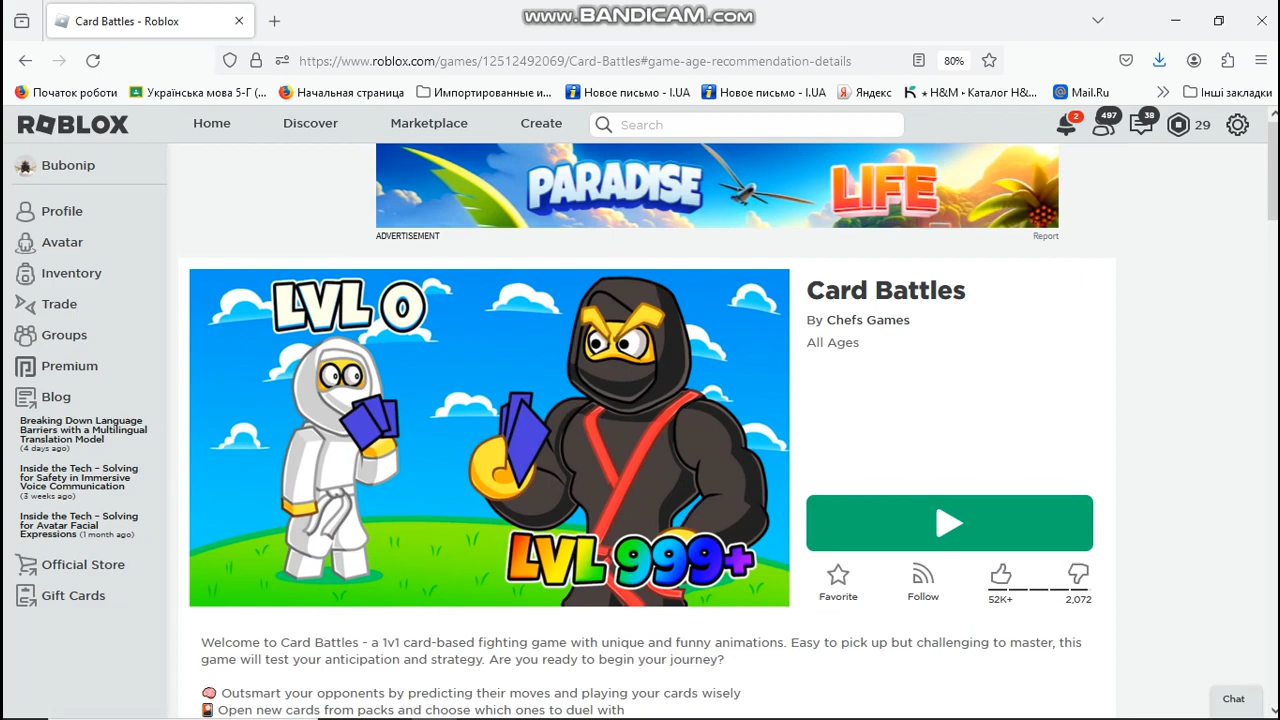 www.BANDICAM.com
Card Battles - Roblox
https://www.roblox.com/games/12512492069/Card-Battles#game-age-recommendation-details
80%
Початок роботи
Українська мова 5-Г (...
Начальная страница
Импортированные и...
Новое письмо - I.UA
Новое письмо - I.UA
Яндекс
⋆ H&M ▸ Каталог H&...
Mail.Ru
Інші закладки
ROBLOX
Home
Discover
Marketplace
Create
Search
2
497
38
29
Bubonip
Profile
Avatar
Inventory
Trade
Groups
Premium
Blog
Breaking Down Language
Barriers with a Multilingual
Translation Model
(4 days ago)
Inside the Tech – Solving
for Safety in Immersive
Voice Communication
(3 weeks ago)
Inside the Tech – Solving
for Avatar Facial
Expressions (1 month ago)
Official Store
Gift Cards
PARADISE LIFE
ADVERTISEMENT
Report
LVL 0
LVL 999+
Card Battles
By Chefs Games
All Ages
Favorite
Follow
52K+
2,072
Welcome to Card Battles - a 1v1 card-based fighting game with unique and funny animations. Easy to pick up but challenging to master, this
game will test your anticipation and strategy. Are you ready to begin your journey?
🧠 Outsmart your opponents by predicting their moves and playing your cards wisely
🎴 Open new cards from packs and choose which ones to duel with
Chat